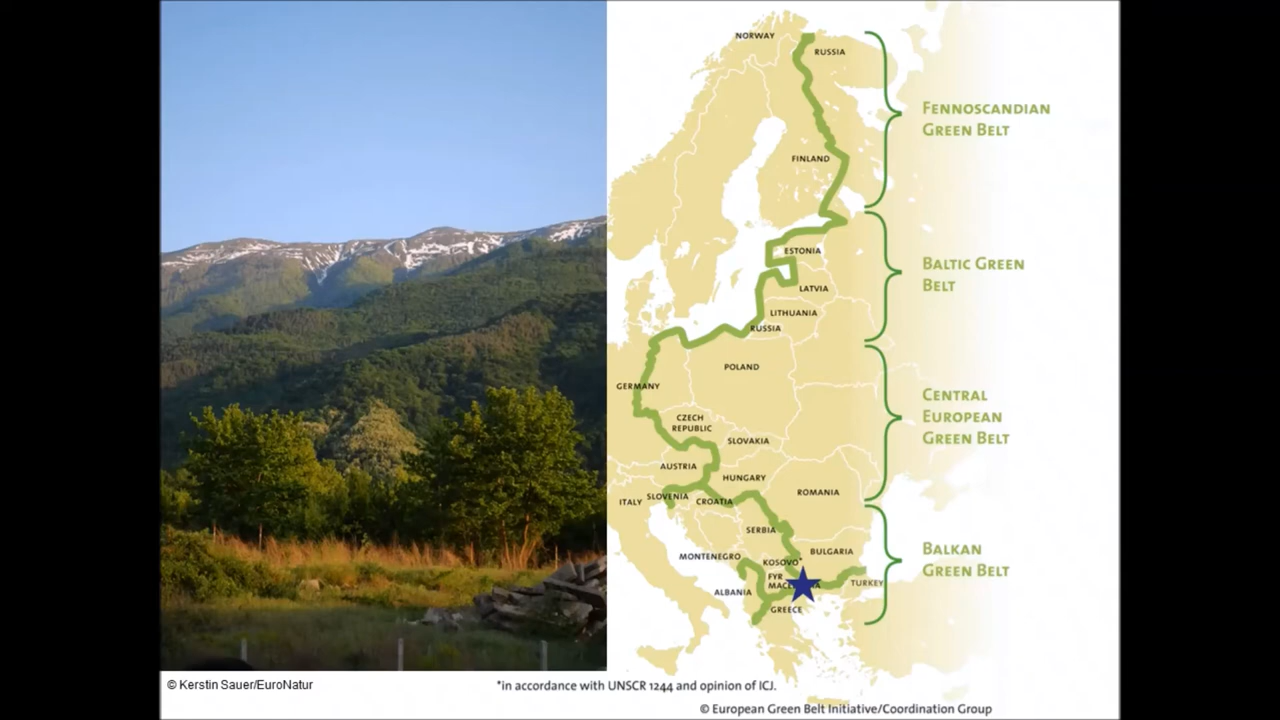 NORWAY
RUSSIA
FENNOSCANDIAN
GREEN BELT
FINLAND
ESTONIA
BALTIC GREEN
BELT
LATVIA
LITHUANIA
RUSSIA
POLAND
GERMANY
CENTRAL
EUROPEAN
GREEN BELT
CZECH
REPUBLIC
SLOVAKIA
AUSTRIA
HUNGARY
ROMANIA
ITALY
SLOVENIA
CROATIA
SERBIA
BULGARIA
BALKAN
GREEN BELT
MONTENEGRO
KOSOVO*
FYR
TURKEY
ALBANIA
GREECE
© Kerstin Sauer/EuroNatur
*in accordance with UNSCR 1244 and opinion of ICJ.
© European Green Belt Initiative/Coordination Group